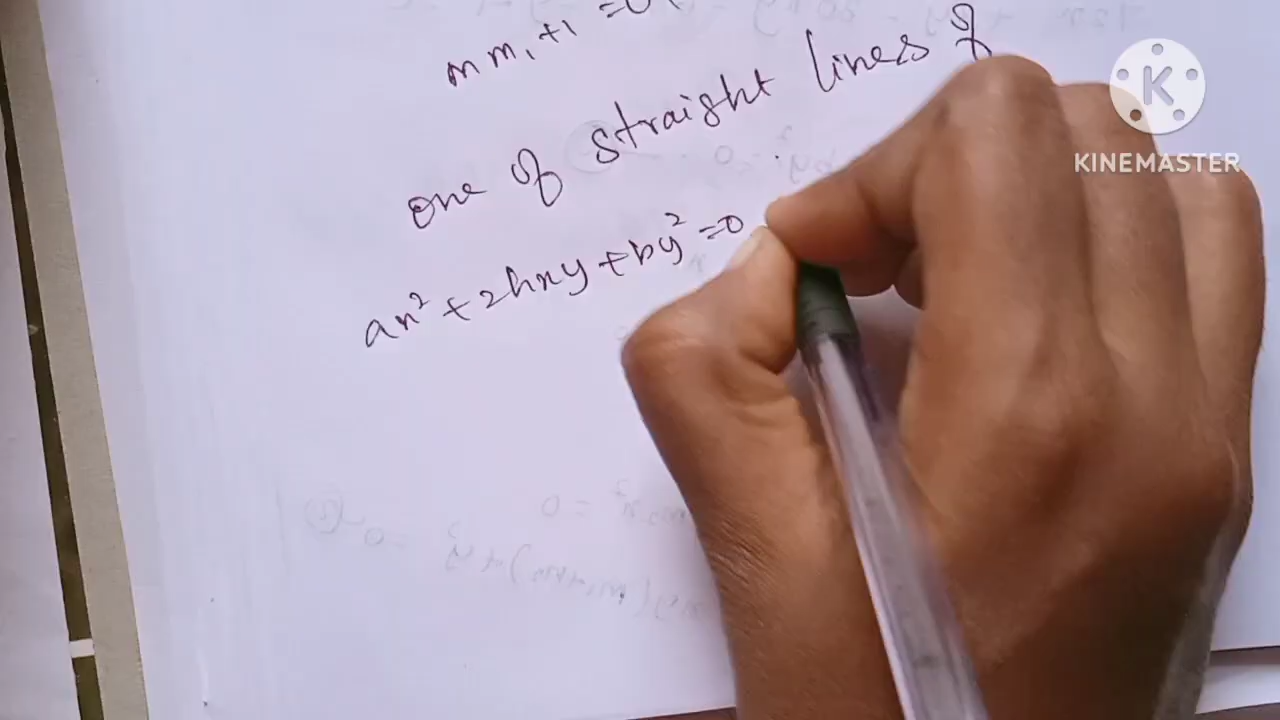 mm₁+1 =0
one of straight lines of
ax²+2hxy+by²=0
K
KINEMASTER